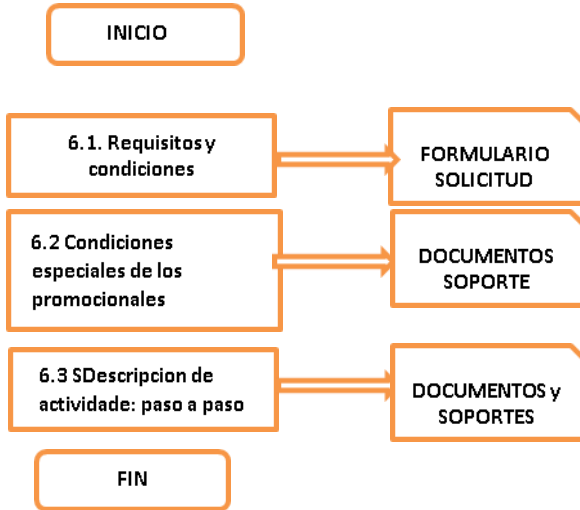 INICIO
6.1. Requisitos y
condiciones
FORMULARIO
SOLICITUD
6.2 Condiciones
especiales de los
promocionales
DOCUMENTOS
SOPORTE
6.3 SDescripcion de
actividade: paso a paso
DOCUMENTOS y
SOPORTES
FIN